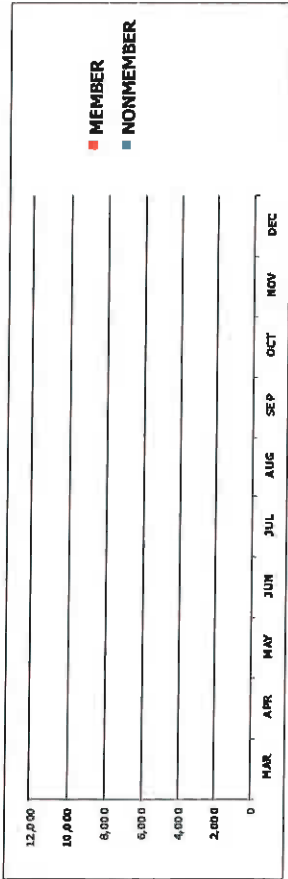 MEMBER
NONMEMBER
12,000
10,000
8,000
6,000
4,000
2,000
0
MAR APR MAY JUN JUL AUG SEP OCT NOV DEC